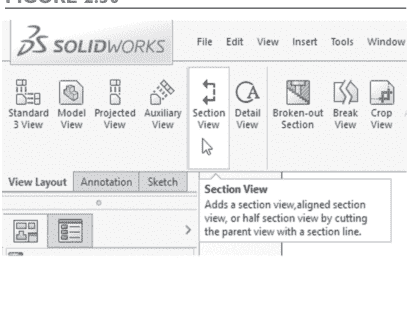 FIGURE 2.50
SOLIDWORKS File Edit View Insert Tools Window
Standard Model Projected Auxiliary Section Detail Broken-out Break Crop
3 View View View View View View Section View View
View Layout Annotation Sketch
Section View
Adds a section view,aligned section
view, or half section view by cutting
the parent view with a section line.